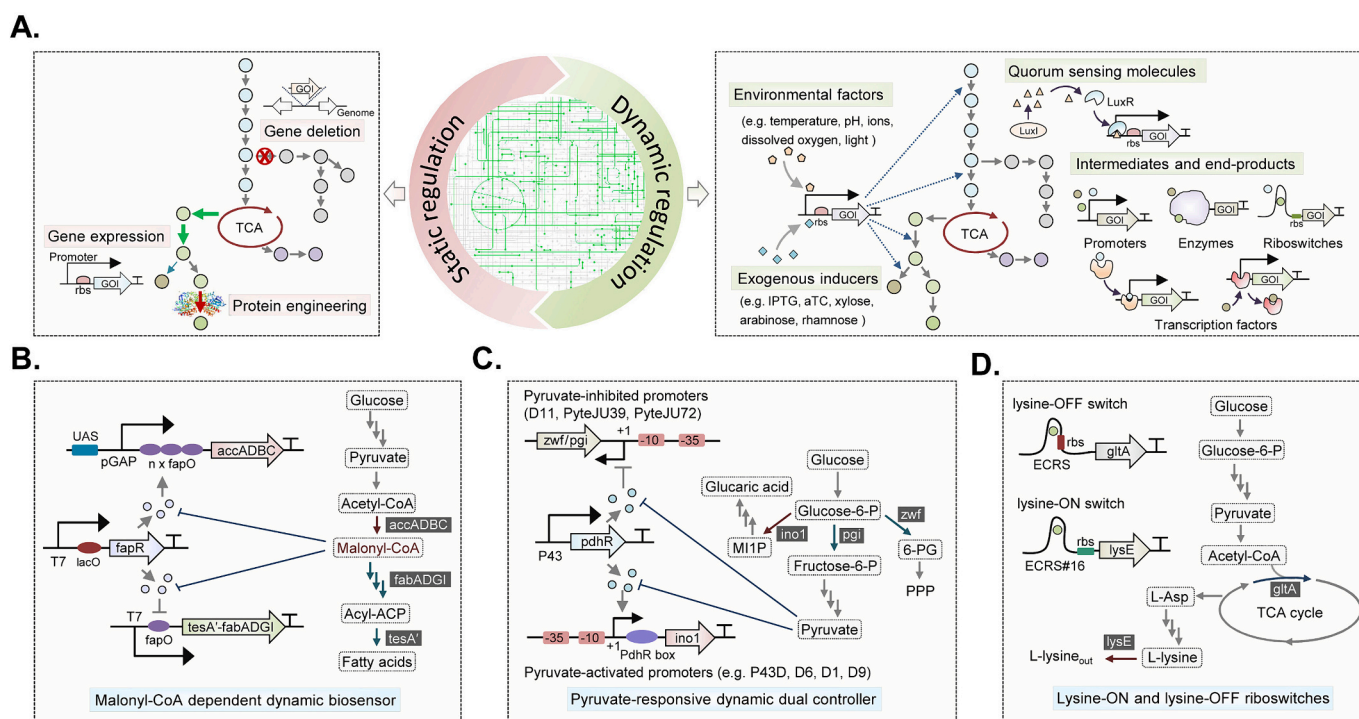 A.
GOI
Genome
Gene deletion
TCA
Gene expression
Promoter
rbs
GOI
Protein engineering
Static regulation
Dynamic regulation
Environmental factors
(e.g. temperature, pH, ions,
dissolved oxygen, light )
rbs
GOI
Exogenous inducers
(e.g. IPTG, aTC, xylose,
arabinose, rhamnose )
TCA
Quorum sensing molecules
LuxR
LuxI
rbs
GOI
Intermediates and end-products
GOI
GOI
GOI
Promoters
Enzymes
Riboswitches
GOI
GOI
Transcription factors
B.
UAS
pGAP
n x fapO
accADBC
T7
lacO
fapR
T7
fapO
tesA'-fabADGI
Glucose
Pyruvate
Acetyl-CoA
accADBC
Malonyl-CoA
fabADGI
Acyl-ACP
tesA'
Fatty acids
Malonyl-CoA dependent dynamic biosensor
C.
Pyruvate-inhibited promoters
(D11, PyteJU39, PyteJU72)
zwf/pgi
+1
-10
-35
P43
pdhR
-35
-10
+1
PdhR box
ino1
Pyruvate-activated promoters (e.g. P43D, D6, D1, D9)
Glucose
Glucaric acid
Glucose-6-P
zwf
ino1
pgi
MI1P
6-PG
Fructose-6-P
PPP
Pyruvate
Pyruvate-responsive dynamic dual controller
D.
lysine-OFF switch
rbs
gltA
ECRS
lysine-ON switch
rbs
lysE
ECRS#16
Glucose
Glucose-6-P
Pyruvate
Acetyl-CoA
gltA
L-Asp
TCA cycle
lysE
L-lysineout
L-lysine
Lysine-ON and lysine-OFF riboswitches